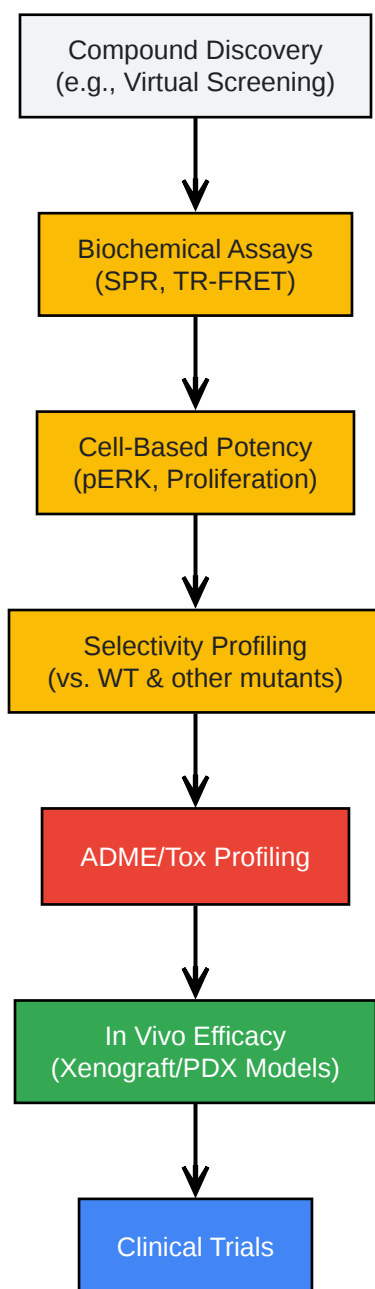 Compound Discovery
(e.g., Virtual Screening)
Biochemical Assays
(SPR, TR-FRET)
Cell-Based Potency
(pERK, Proliferation)
Selectivity Profiling
(vs. WT & other mutants)
ADME/Tox Profiling
In Vivo Efficacy
(Xenograft/PDX Models)
Clinical Trials